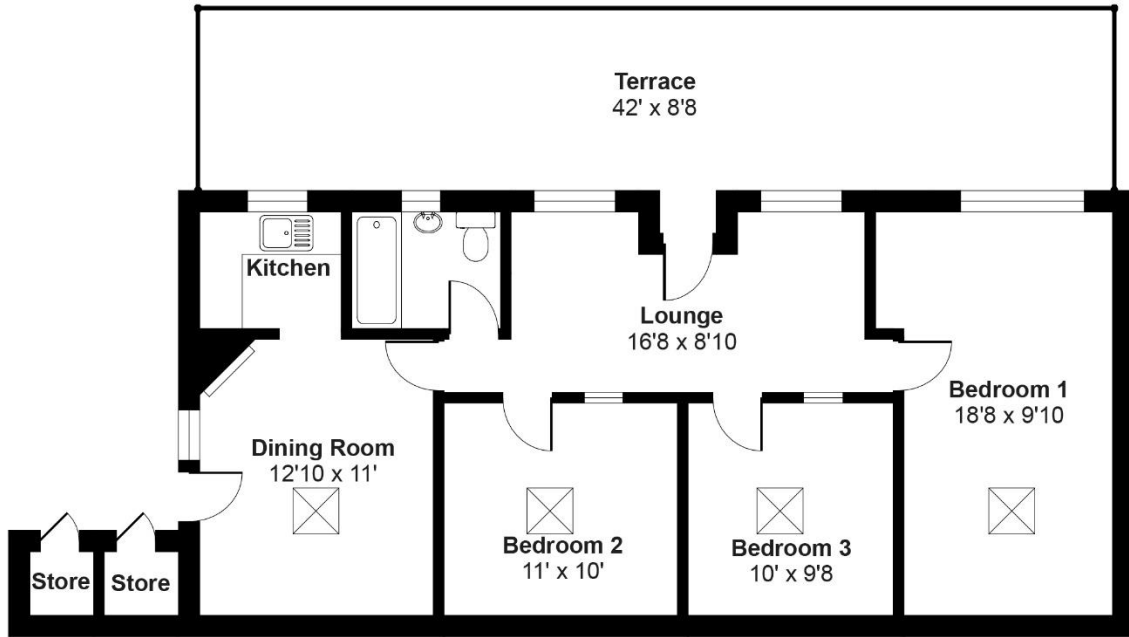 Terrace
42' x 8'8
Kitchen
Lounge
16'8 x 8'10
Bedroom 1
18'8 x 9'10
Dining Room
12'10 x 11'
Bedroom 2
11' x 10'
Bedroom 3
10' x 9'8
Store
Store